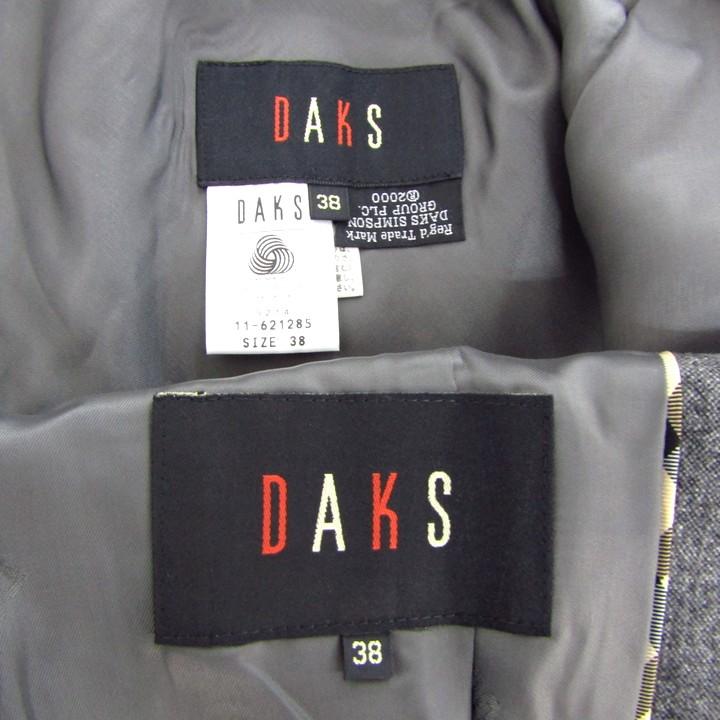 DAKS
DAKS
38
Reg'd Trade Mark
DAKS SIMPSON
GROUP PLC.
®2000
11-621285
SIZE 38
DAKS
38